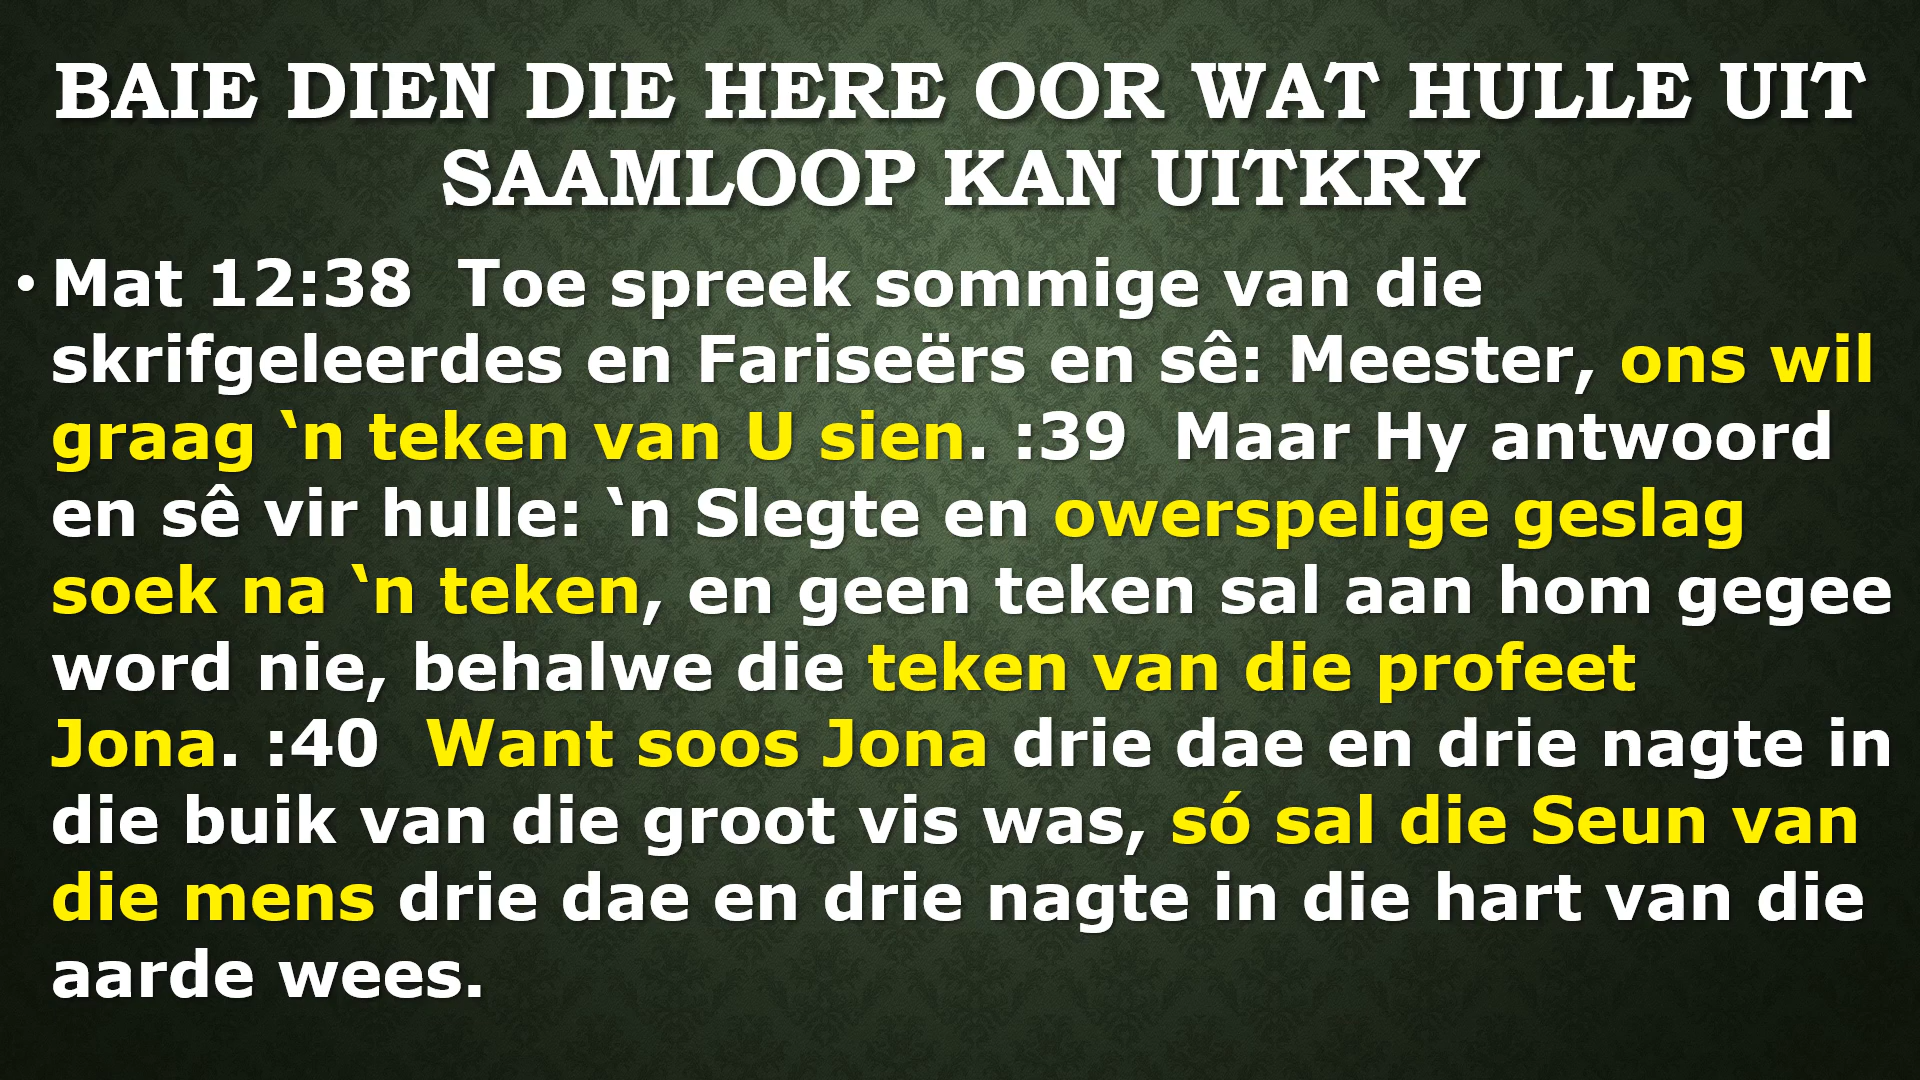 BAIE DIEN DIE HERE OOR WAT HULLE UIT
SAAMLOOP KAN UITKRY
• Mat 12:38  Toe spreek sommige van die
skrifgeleerdes en Fariseërs en sê: Meester, ons wil
graag ‘n teken van U sien. :39  Maar Hy antwoord
en sê vir hulle: ‘n Slegte en owerspelige geslag
soek na ‘n teken, en geen teken sal aan hom gegee
word nie, behalwe die teken van die profeet
Jona. :40  Want soos Jona drie dae en drie nagte in
die buik van die groot vis was, só sal die Seun van
die mens drie dae en drie nagte in die hart van die
aarde wees.